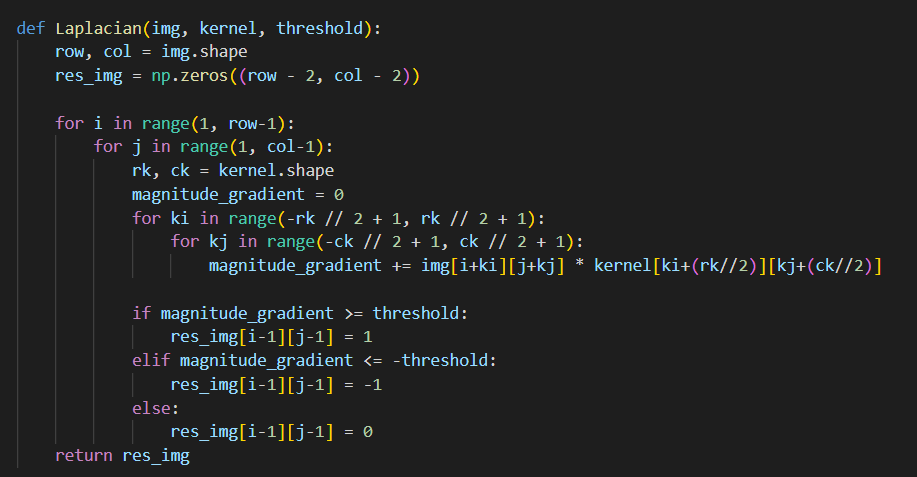 def Laplacian(img, kernel, threshold):
    row, col = img.shape
    res_img = np.zeros((row - 2, col - 2))

    for i in range(1, row-1):
        for j in range(1, col-1):
            rk, ck = kernel.shape
            magnitude_gradient = 0
            for ki in range(-rk // 2 + 1, rk // 2 + 1):
                for kj in range(-ck // 2 + 1, ck // 2 + 1):
                    magnitude_gradient += img[i+ki][j+kj] * kernel[ki+(rk//2)][kj+(ck//2)]

            if magnitude_gradient >= threshold:
                res_img[i-1][j-1] = 1
            elif magnitude_gradient <= -threshold:
                res_img[i-1][j-1] = -1
            else:
                res_img[i-1][j-1] = 0
    return res_img